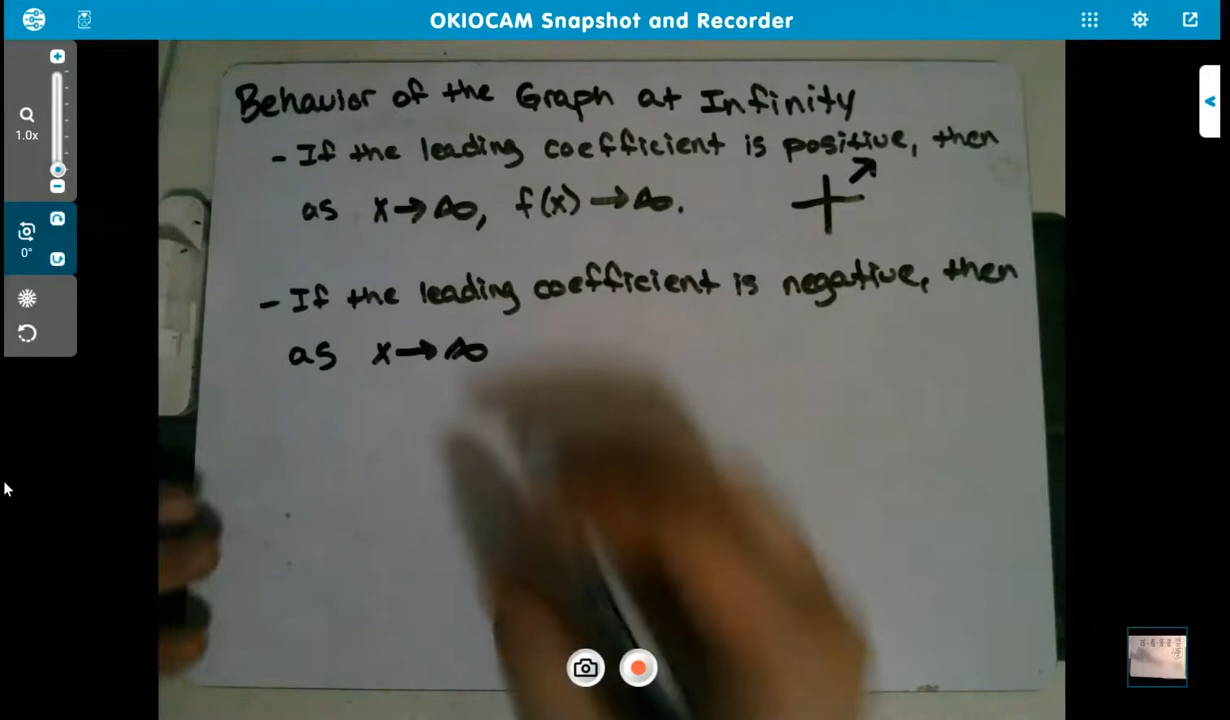 OKIOCAM Snapshot and Recorder
1.0x
0°
Behavior of the Graph at Infinity
- If the leading coefficient is positive, then
as x→∞, f(x)→∞.
- If the leading coefficient is negative, then
as x→∞